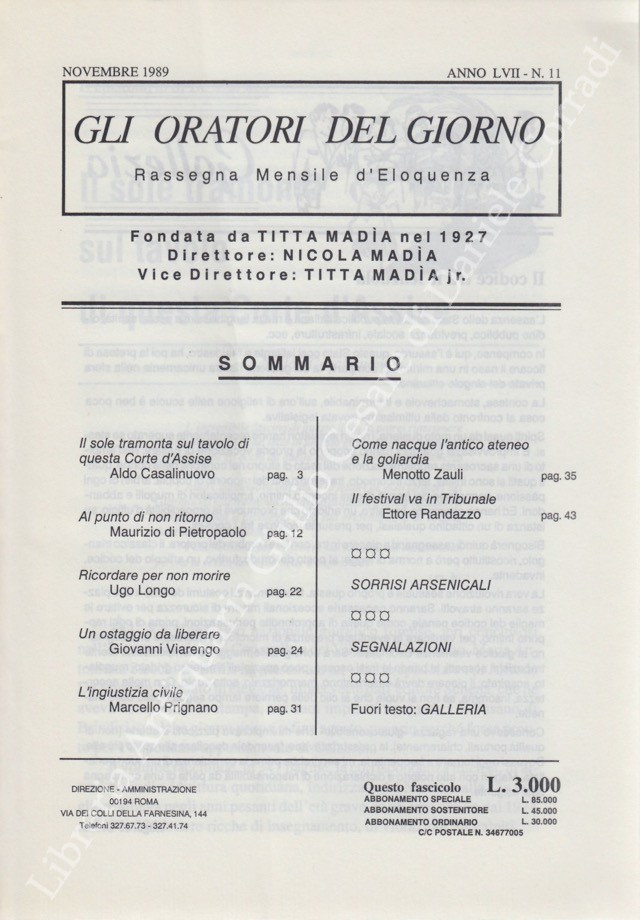 NOVEMBRE 1989
ANNO LVII - N. 11
GLI ORATORI DEL GIORNO
Rassegna Mensile d'Eloquenza
Fondata da TITTA MADÌA nel 1927
Direttore: NICOLA MADÌA
Vice Direttore: TITTA MADÌA jr.
SOMMARIO
Il sole tramonta sul tavolo di
questa Corte d'Assise
Aldo Casalinuovo pag. 3
Al punto di non ritorno
Maurizio di Pietropaolo pag. 12
Ricordare per non morire
Ugo Longo pag. 22
Un ostaggio da liberare
Giovanni Viarengo pag. 24
L'ingiustizia civile
Marcello Prignano pag. 31
Come nacque l'antico ateneo
e la goliardia
Menotto Zauli pag. 35
Il festival va in Tribunale
Ettore Randazzo pag. 43
¤¤¤
SORRISI ARSENICALI
¤¤¤
SEGNALAZIONI
¤¤¤
Fuori testo: GALLERIA
DIREZIONE - AMMINISTRAZIONE
00194 ROMA
VIA DEI COLLI DELLA FARNESINA, 144
Telefoni 327.67.73 - 327.41.74
Questo fascicolo L. 3.000
ABBONAMENTO SPECIALE L. 85.000
ABBONAMENTO SOSTENITORE L. 45.000
ABBONAMENTO ORDINARIO L. 30.000
C/C POSTALE N. 34677005